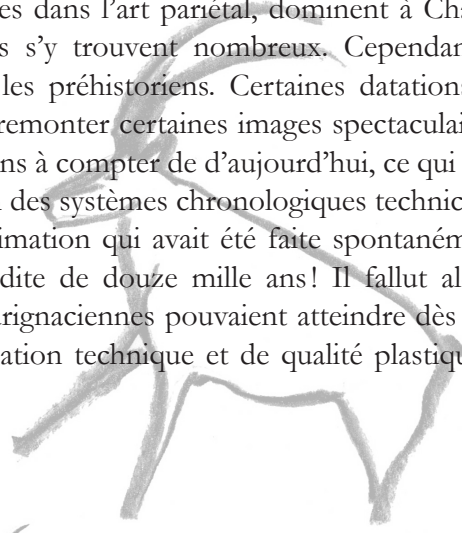 es dans l'art pariétal, dominent à Ch
s s'y trouvent nombreux. Cependan
les préhistoriens. Certaines datation
remonter certaines images spectaculai
ns à compter de d'aujourd'hui, ce qui
des systèmes chronologiques technic
imation qui avait été faite spontaném
dite de douze mille ans! Il fallut al
urignaciennes pouvaient atteindre dès
ation technique et de qualité plastiqu